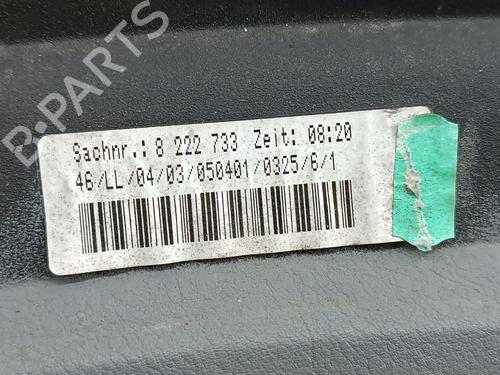 B-PARTS
Sachnr.: 8 222 733 Zeit: 08:20
46/LL/04/03/050401/0325/6/1